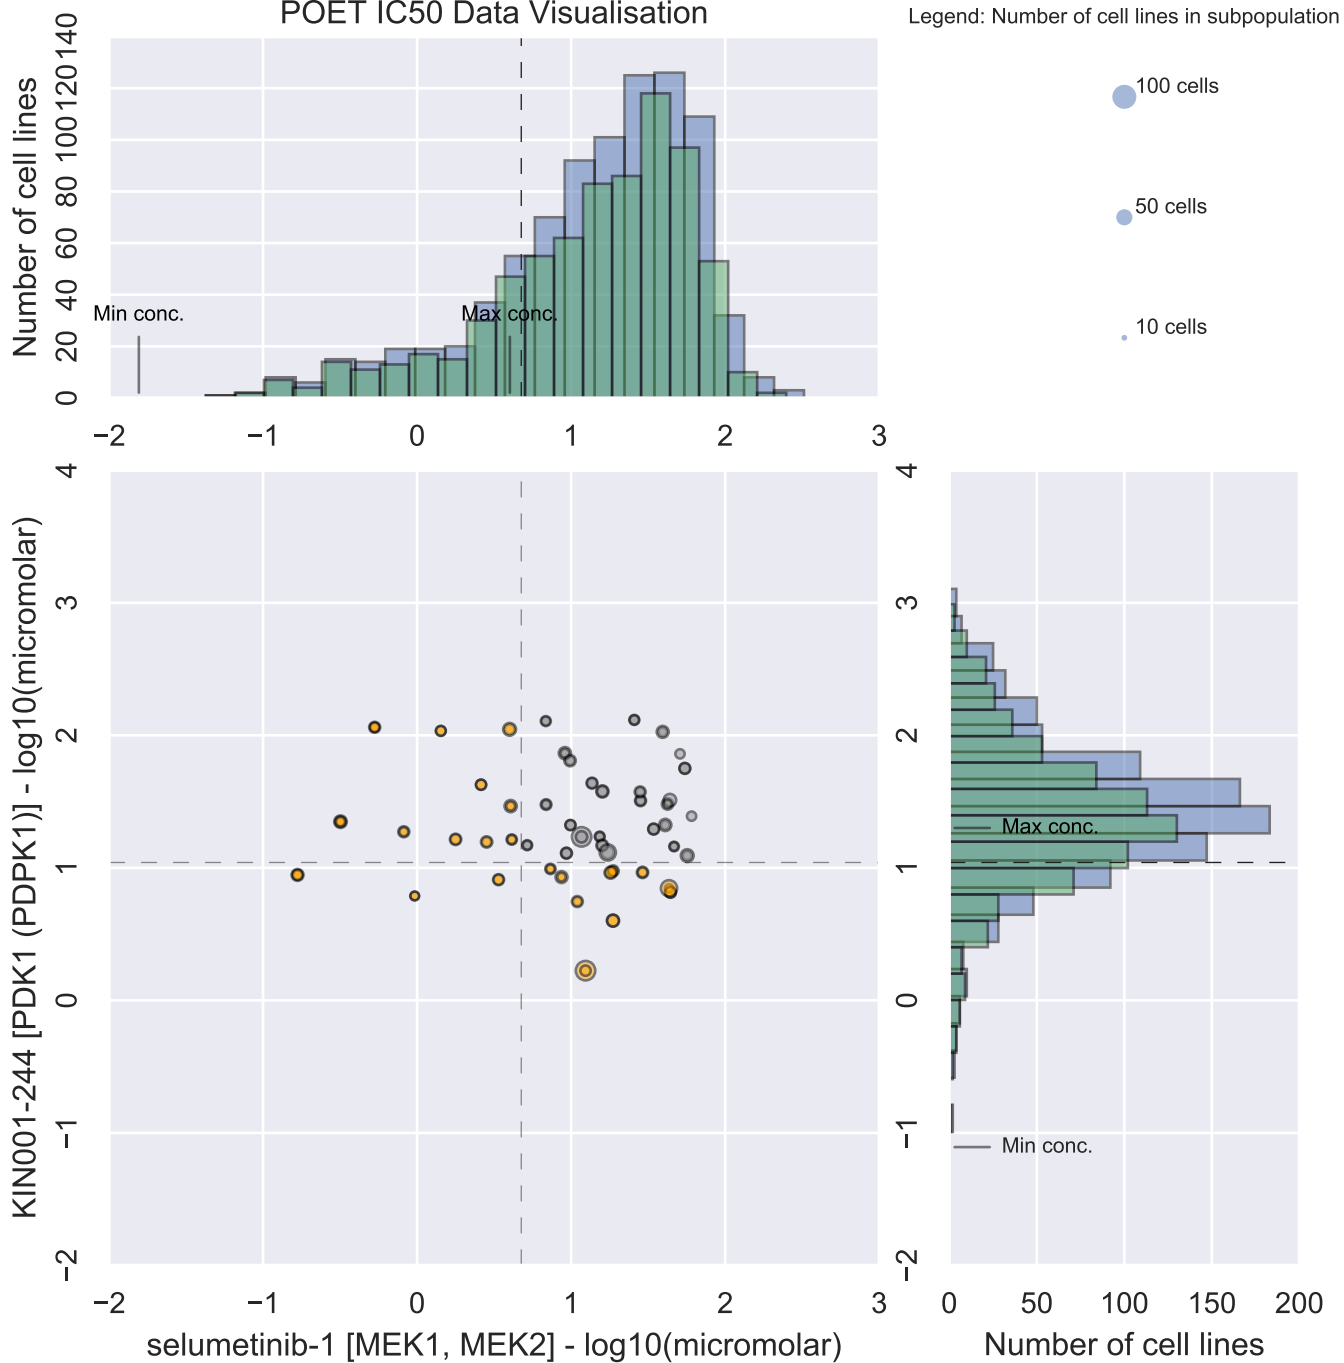 POET IC50 Data Visualisation
Legend: Number of cell lines in subpopulation
100 cells
50 cells
10 cells
Number of cell lines
0 20 40 60 80 100 120 140
Min conc.
Max conc.
−2 −1 0 1 2 3
KIN001-244 [PDK1 (PDPK1)] - log10(micromolar)
4
3
2
1
0
−1
−2
−2 −1 0 1 2 3
selumetinib-1 [MEK1, MEK2] - log10(micromolar)
4
3
2
1
0
−1
−2
Max conc.
Min conc.
0 50 100 150 200
Number of cell lines